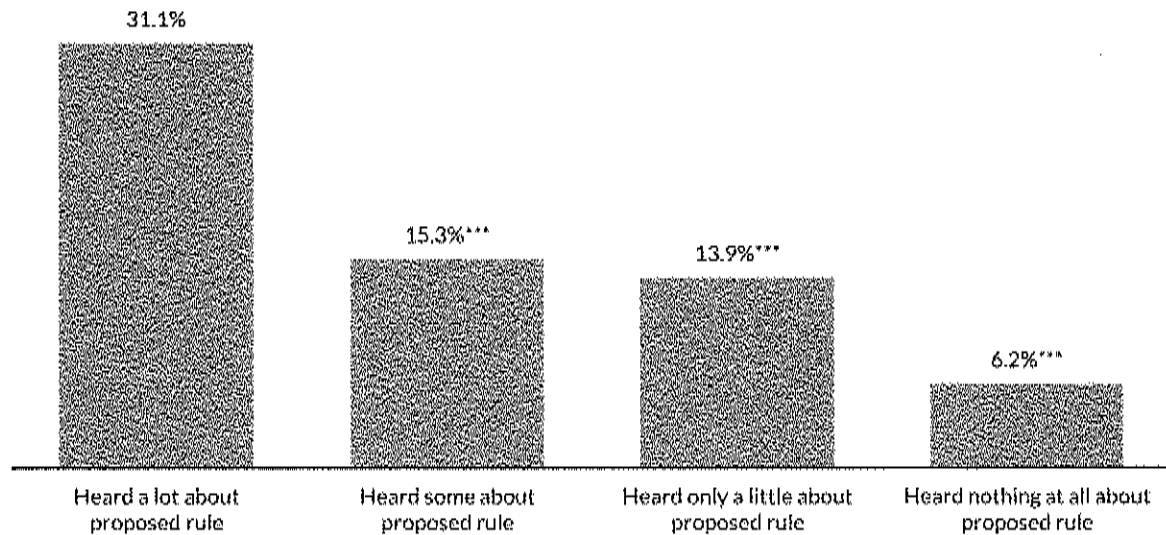 31.1%
15.3%***
13.9%***
6.2%***
Heard a lot about
proposed rule
Heard some about
proposed rule
Heard only a little about
proposed rule
Heard nothing at all about
proposed rule